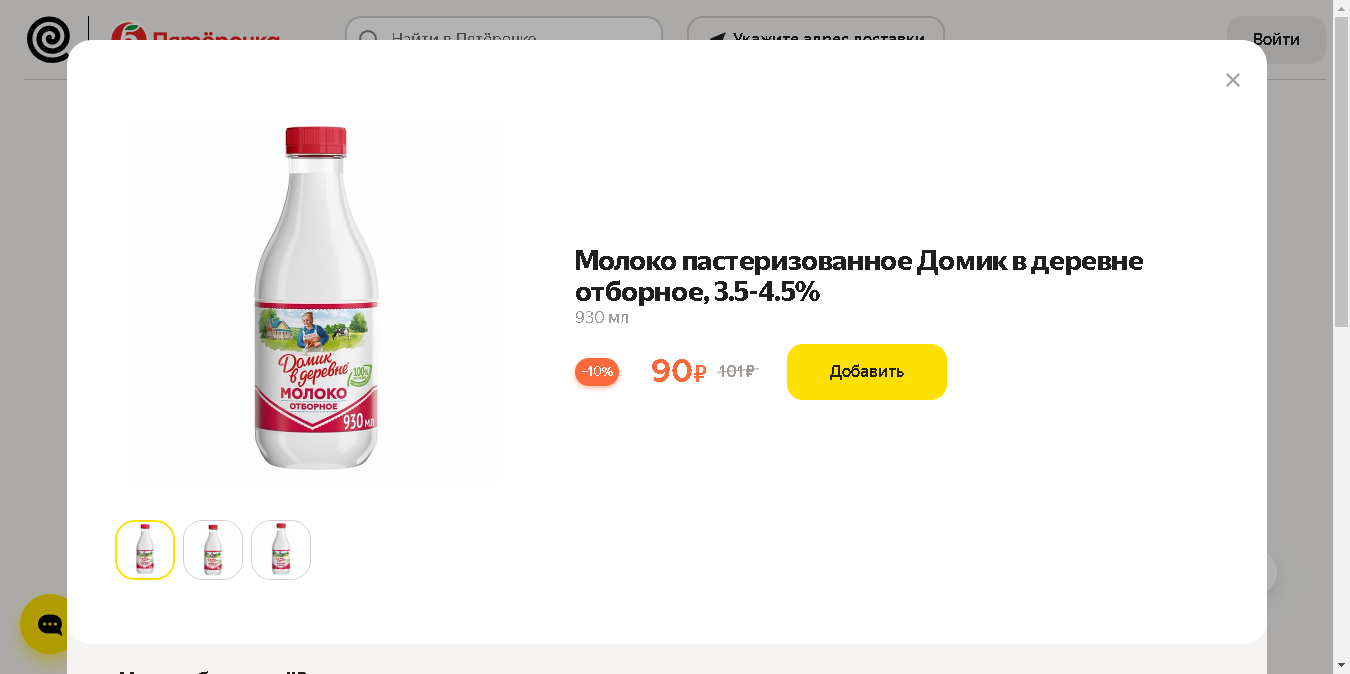 Пятёрочка
Найти в Пятёрочке
Укажите адрес доставки
Войти
Домик
в деревне
100%
МОЛОКО
ОТБОРНОЕ
930 мл
Молоко пастеризованное Домик в деревне
отборное, 3.5-4.5%
930 мл
-10%
90₽
101₽
Добавить